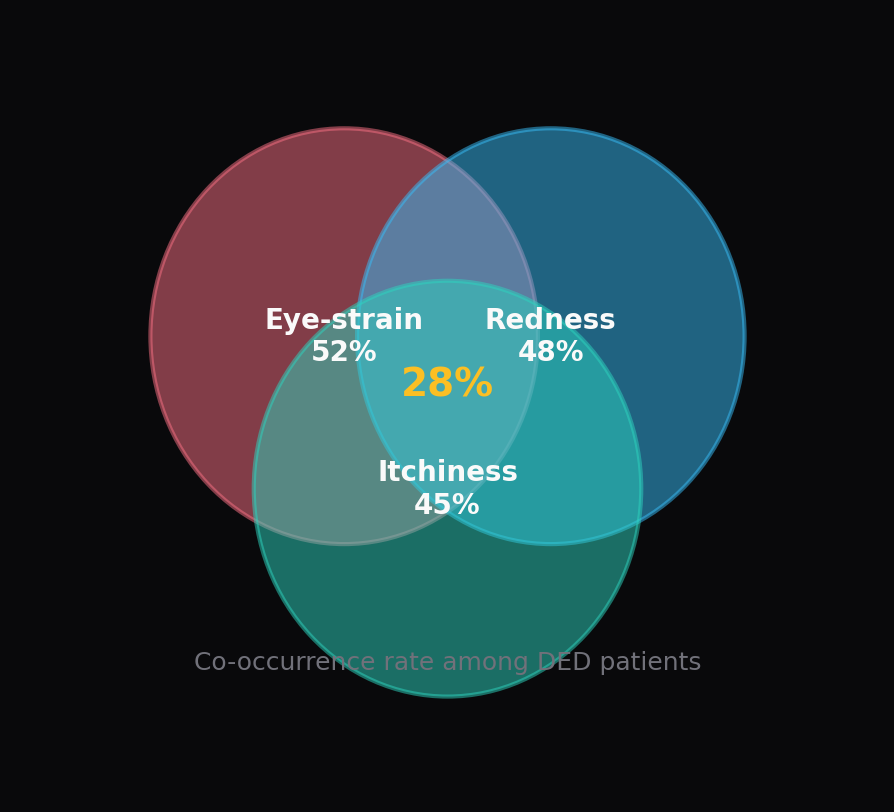 Eye-strain
52%
Redness
48%
28%
Itchiness
45%
Co-occurrence rate among DED patients